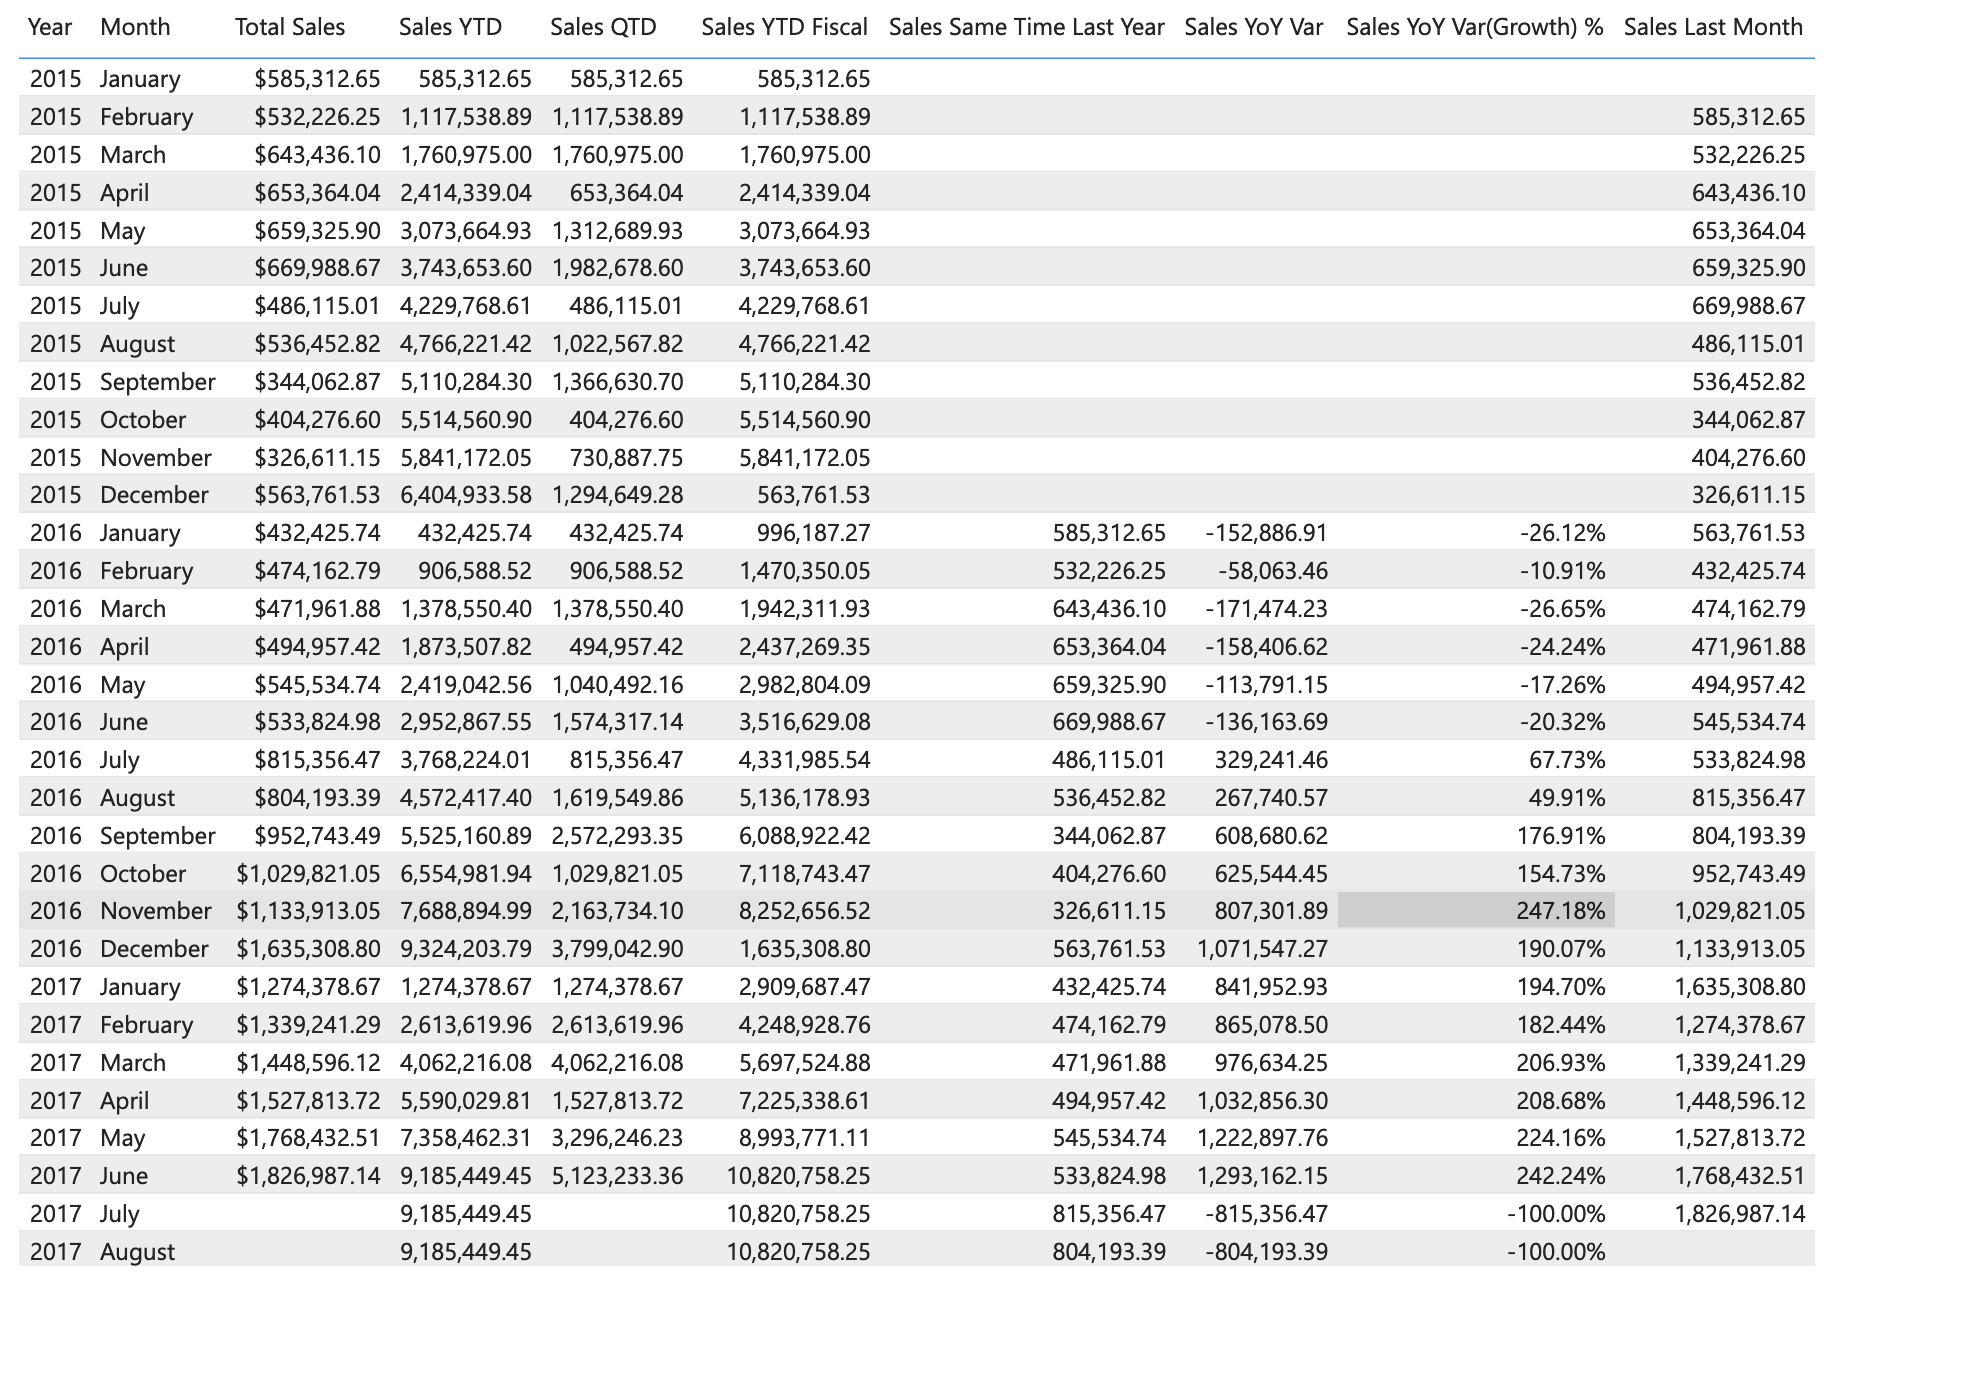 Year Month Total Sales Sales YTD Sales QTD Sales YTD Fiscal Sales Same Time Last Year Sales YoY Var Sales YoY Var(Growth) % Sales Last Month
2015 January $585,312.65 585,312.65 585,312.65 585,312.65
2015 February $532,226.25 1,117,538.89 1,117,538.89 1,117,538.89 585,312.65
2015 March $643,436.10 1,760,975.00 1,760,975.00 1,760,975.00 532,226.25
2015 April $653,364.04 2,414,339.04 653,364.04 2,414,339.04 643,436.10
2015 May $659,325.90 3,073,664.93 1,312,689.93 3,073,664.93 653,364.04
2015 June $669,988.67 3,743,653.60 1,982,678.60 3,743,653.60 659,325.90
2015 July $486,115.01 4,229,768.61 486,115.01 4,229,768.61 669,988.67
2015 August $536,452.82 4,766,221.42 1,022,567.82 4,766,221.42 486,115.01
2015 September $344,062.87 5,110,284.30 1,366,630.70 5,110,284.30 536,452.82
2015 October $404,276.60 5,514,560.90 404,276.60 5,514,560.90 344,062.87
2015 November $326,611.15 5,841,172.05 730,887.75 5,841,172.05 404,276.60
2015 December $563,761.53 6,404,933.58 1,294,649.28 563,761.53 326,611.15
2016 January $432,425.74 432,425.74 432,425.74 996,187.27 585,312.65 -152,886.91 -26.12% 563,761.53
2016 February $474,162.79 906,588.52 906,588.52 1,470,350.05 532,226.25 -58,063.46 -10.91% 432,425.74
2016 March $471,961.88 1,378,550.40 1,378,550.40 1,942,311.93 643,436.10 -171,474.23 -26.65% 474,162.79
2016 April $494,957.42 1,873,507.82 494,957.42 2,437,269.35 653,364.04 -158,406.62 -24.24% 471,961.88
2016 May $545,534.74 2,419,042.56 1,040,492.16 2,982,804.09 659,325.90 -113,791.15 -17.26% 494,957.42
2016 June $533,824.98 2,952,867.55 1,574,317.14 3,516,629.08 669,988.67 -136,163.69 -20.32% 545,534.74
2016 July $815,356.47 3,768,224.01 815,356.47 4,331,985.54 486,115.01 329,241.46 67.73% 533,824.98
2016 August $804,193.39 4,572,417.40 1,619,549.86 5,136,178.93 536,452.82 267,740.57 49.91% 815,356.47
2016 September $952,743.49 5,525,160.89 2,572,293.35 6,088,922.42 344,062.87 608,680.62 176.91% 804,193.39
2016 October $1,029,821.05 6,554,981.94 1,029,821.05 7,118,743.47 404,276.60 625,544.45 154.73% 952,743.49
2016 November $1,133,913.05 7,688,894.99 2,163,734.10 8,252,656.52 326,611.15 807,301.89 247.18% 1,029,821.05
2016 December $1,635,308.80 9,324,203.79 3,799,042.90 1,635,308.80 563,761.53 1,071,547.27 190.07% 1,133,913.05
2017 January $1,274,378.67 1,274,378.67 1,274,378.67 2,909,687.47 432,425.74 841,952.93 194.70% 1,635,308.80
2017 February $1,339,241.29 2,613,619.96 2,613,619.96 4,248,928.76 474,162.79 865,078.50 182.44% 1,274,378.67
2017 March $1,448,596.12 4,062,216.08 4,062,216.08 5,697,524.88 471,961.88 976,634.25 206.93% 1,339,241.29
2017 April $1,527,813.72 5,590,029.81 1,527,813.72 7,225,338.61 494,957.42 1,032,856.30 208.68% 1,448,596.12
2017 May $1,768,432.51 7,358,462.31 3,296,246.23 8,993,771.11 545,534.74 1,222,897.76 224.16% 1,527,813.72
2017 June $1,826,987.14 9,185,449.45 5,123,233.36 10,820,758.25 533,824.98 1,293,162.15 242.24% 1,768,432.51
2017 July 9,185,449.45 10,820,758.25 815,356.47 -815,356.47 -100.00% 1,826,987.14
2017 August 9,185,449.45 10,820,758.25 804,193.39 -804,193.39 -100.00%